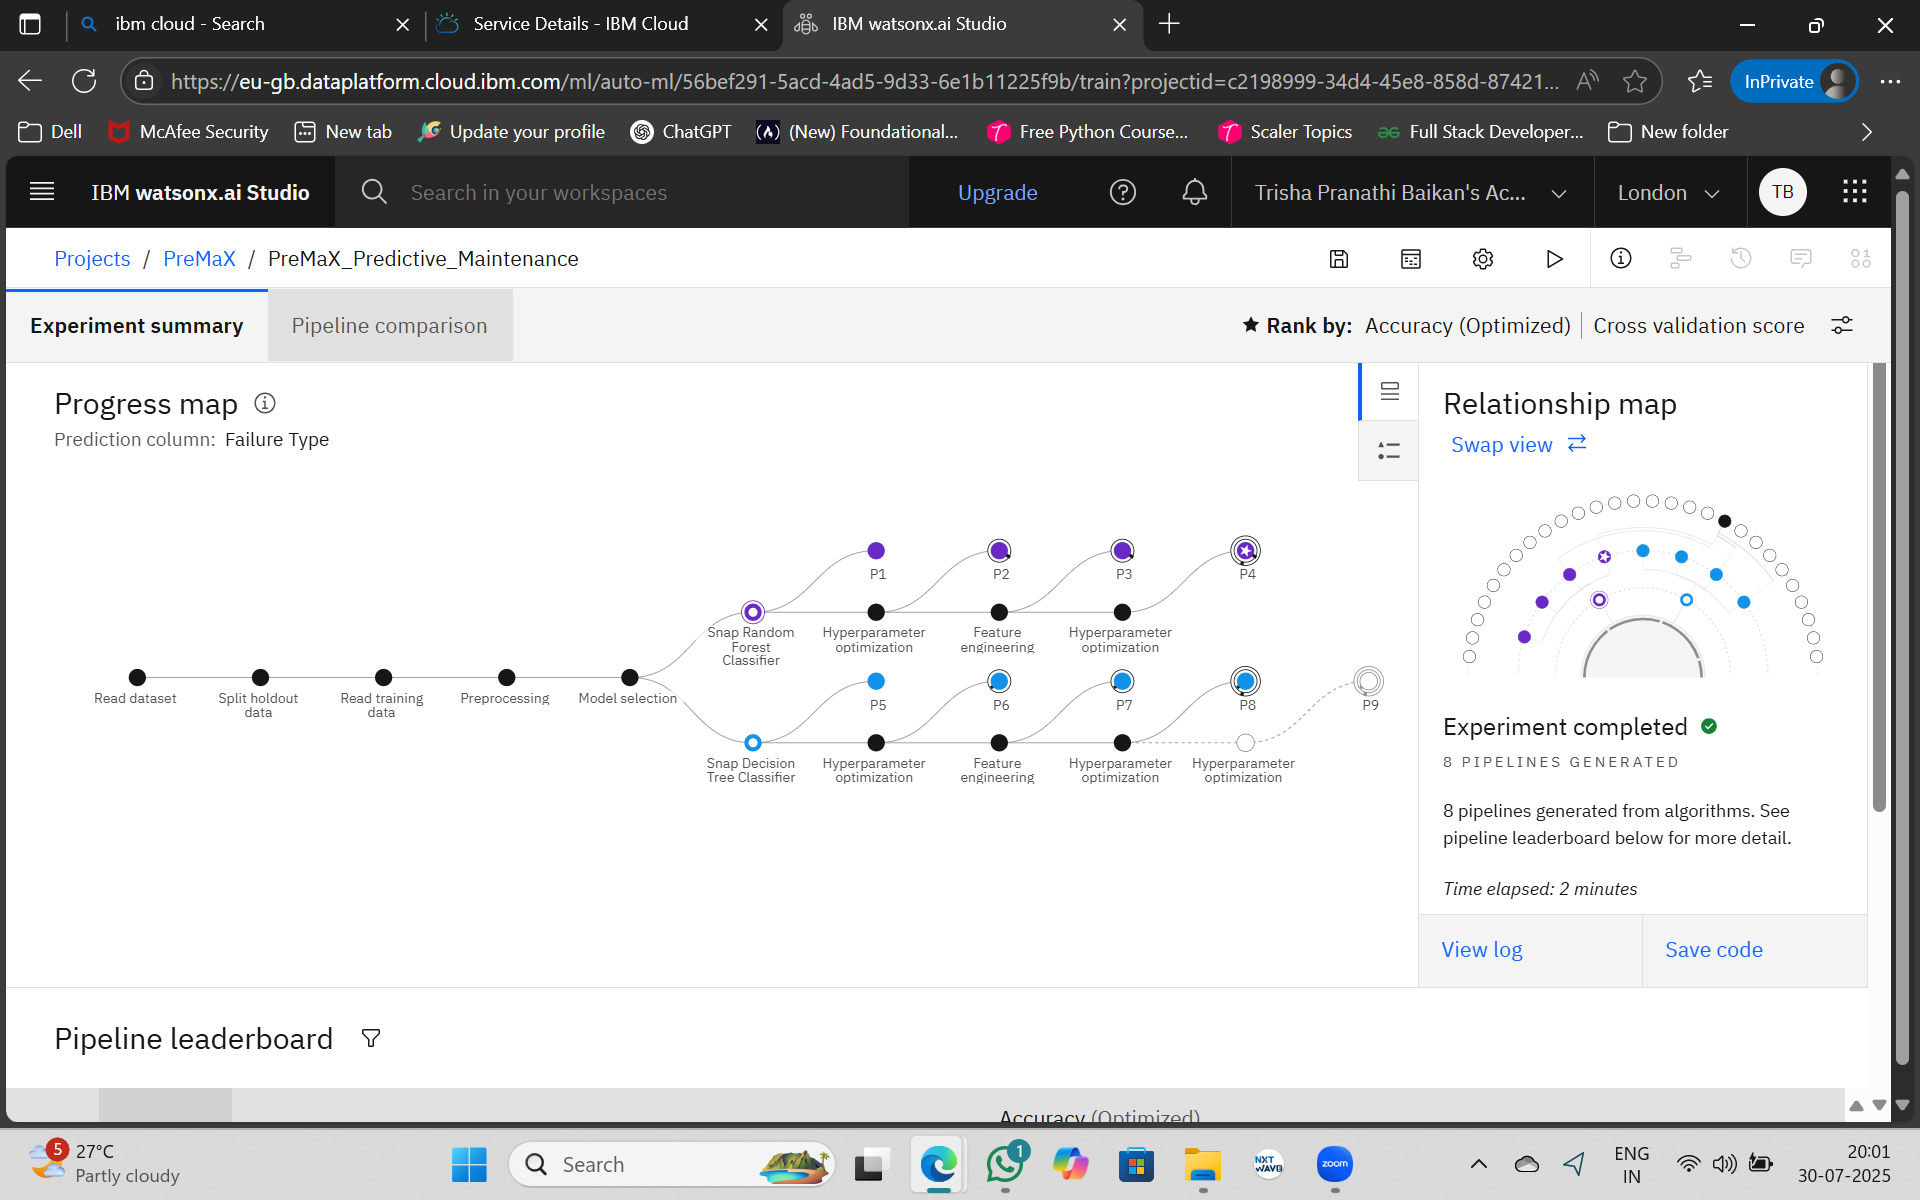 ibm cloud - Search
Service Details - IBM Cloud
IBM watsonx.ai Studio
https://eu-gb.dataplatform.cloud.ibm.com/ml/auto-ml/56bef291-5acd-4ad5-9d33-6e1b11225f9b/train?projectid=c2198999-34d4-45e8-858d-87421...
InPrivate
Dell
McAfee Security
New tab
Update your profile
ChatGPT
(New) Foundational...
Free Python Course...
Scaler Topics
Full Stack Developer...
New folder
IBM watsonx.ai Studio
Search in your workspaces
Upgrade
Trisha Pranathi Baikan's Ac...
London
TB
Projects / PreMaX / PreMaX_Predictive_Maintenance
Experiment summary
Pipeline comparison
Rank by: Accuracy (Optimized) | Cross validation score
Progress map
Prediction column: Failure Type
P1
P2
P3
P4
Snap Random
Forest
Classifier
Hyperparameter
optimization
Feature
engineering
Hyperparameter
optimization
Read dataset
Split holdout
data
Read training
data
Preprocessing
Model selection
P5
P6
P7
P8
P9
Snap Decision
Tree Classifier
Hyperparameter
optimization
Feature
engineering
Hyperparameter
optimization
Hyperparameter
optimization
Relationship map
Swap view
Experiment completed
8 PIPELINES GENERATED
8 pipelines generated from algorithms. See
pipeline leaderboard below for more detail.
Time elapsed: 2 minutes
View log
Save code
Pipeline leaderboard
Accuracy (Optimized)
5
27°C
Partly cloudy
Search
1
NXT
WAVE
zoom
ENG
IN
20:01
30-07-2025